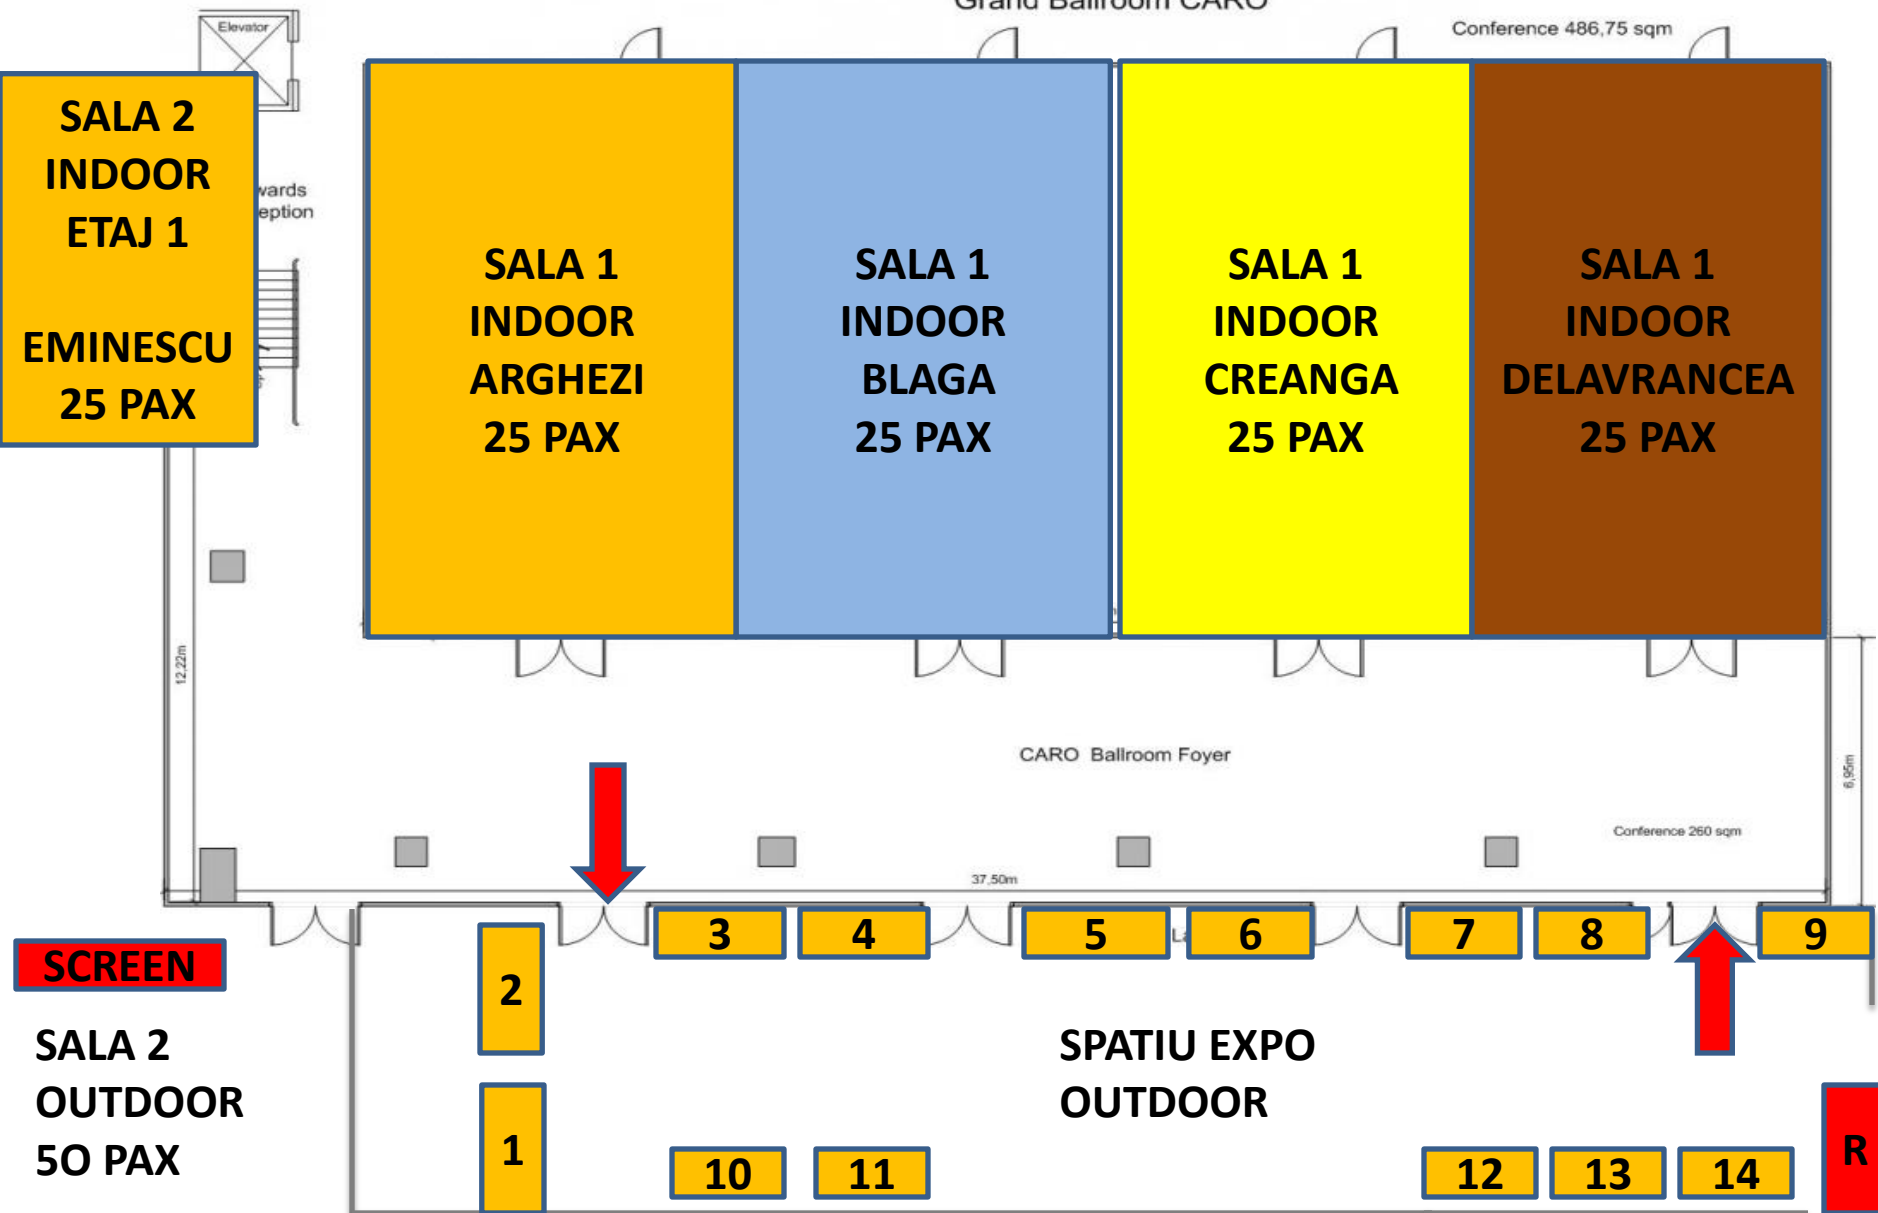 Grand Ballroom CARO
Elevator
Conference 486,75 sqm
SALA 2
INDOOR
ETAJ 1
EMINESCU
25 PAX
wards
eption
SALA 1
INDOOR
ARGHEZI
25 PAX
SALA 1
INDOOR
BLAGA
25 PAX
SALA 1
INDOOR
CREANGA
25 PAX
SALA 1
INDOOR
DELAVRANCEA
25 PAX
12,22m
CARO Ballroom Foyer
6,95m
Conference 260 sqm
37,50m
3
4
5
6
7
8
9
SCREEN
2
SALA 2
OUTDOOR
5O PAX
SPATIU EXPO
OUTDOOR
1
10
11
12
13
14
R